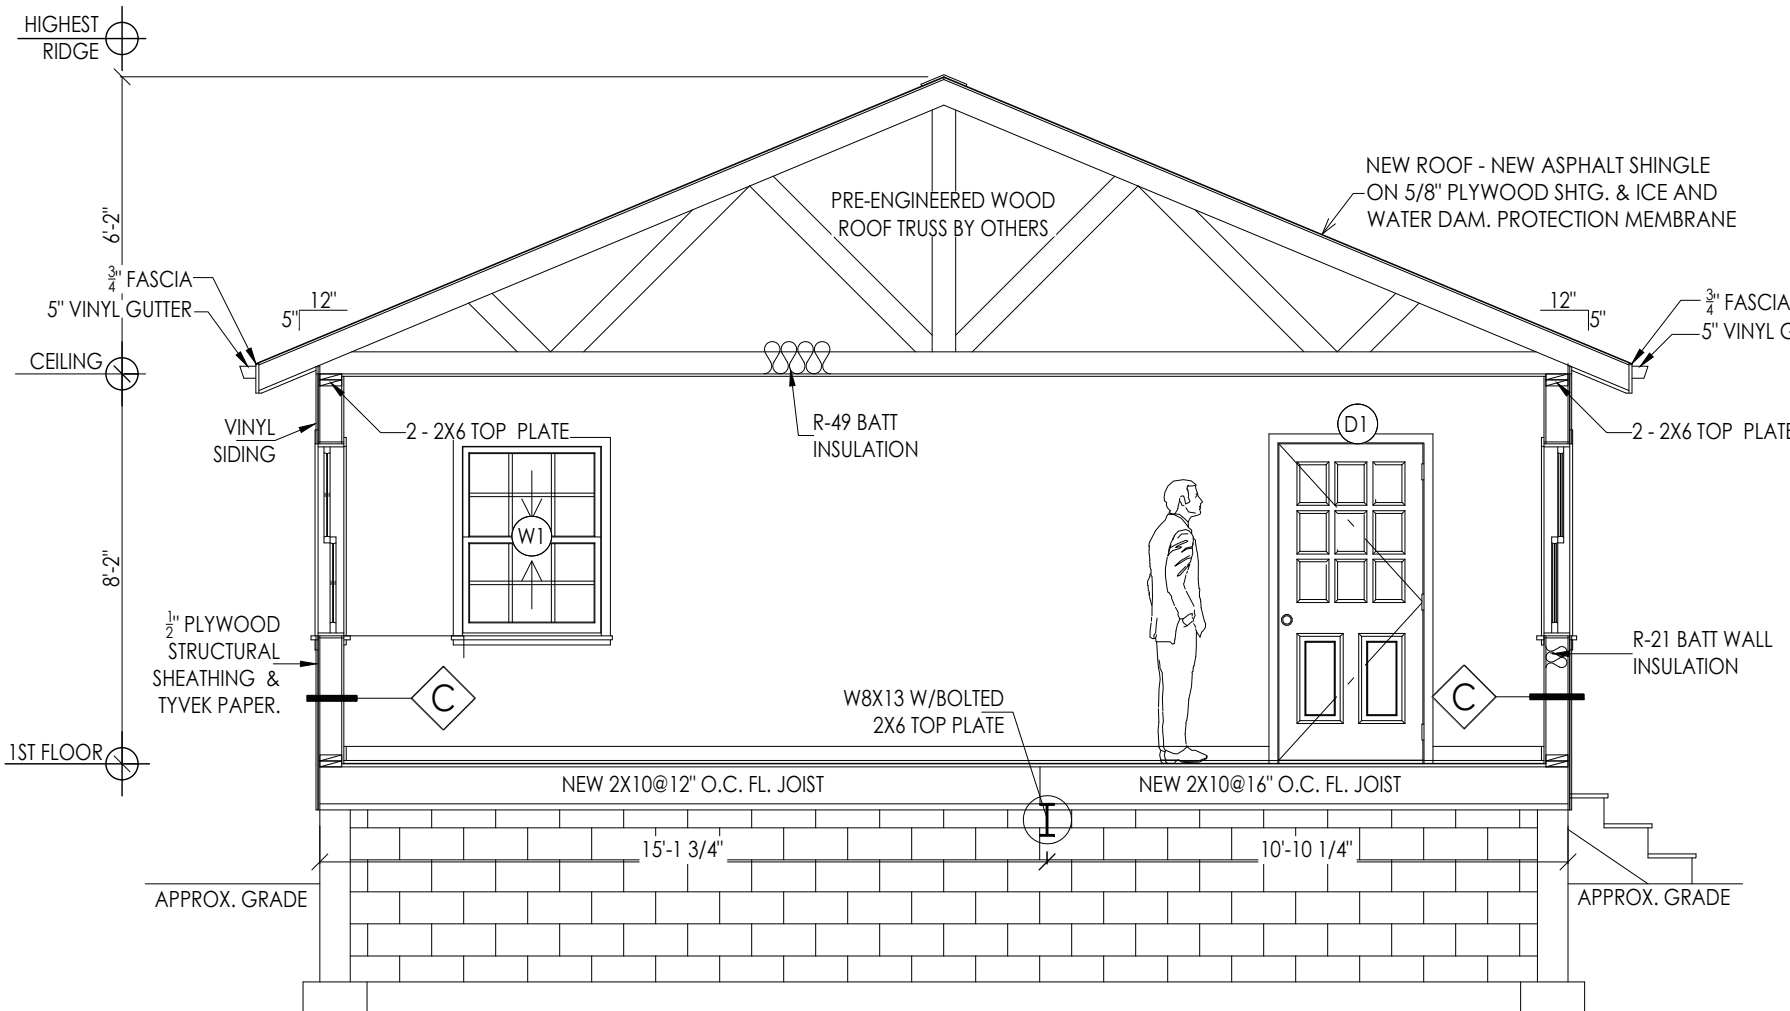 HIGHEST
RIDGE
6'-2"
3/4" FASCIA
5" VINYL GUTTER
12"
5"
CEILING
VINYL
SIDING
2 - 2X6 TOP PLATE
PRE-ENGINEERED WOOD
ROOF TRUSS BY OTHERS
NEW ROOF - NEW ASPHALT SHINGLE
ON 5/8" PLYWOOD SHTG. & ICE AND
WATER DAM. PROTECTION MEMBRANE
12"
5"
3/4" FASCIA
5" VINYL G
R-49 BATT
INSULATION
D1
2 - 2X6 TOP PLATE
W1
8'-2"
1/2" PLYWOOD
STRUCTURAL
SHEATHING &
TYVEK PAPER.
C
W8X13 W/BOLTED
2X6 TOP PLATE
C
R-21 BATT WALL
INSULATION
1ST FLOOR
NEW 2X10@12" O.C. FL. JOIST
NEW 2X10@16" O.C. FL. JOIST
15'-1 3/4"
10'-10 1/4"
APPROX. GRADE
APPROX. GRADE